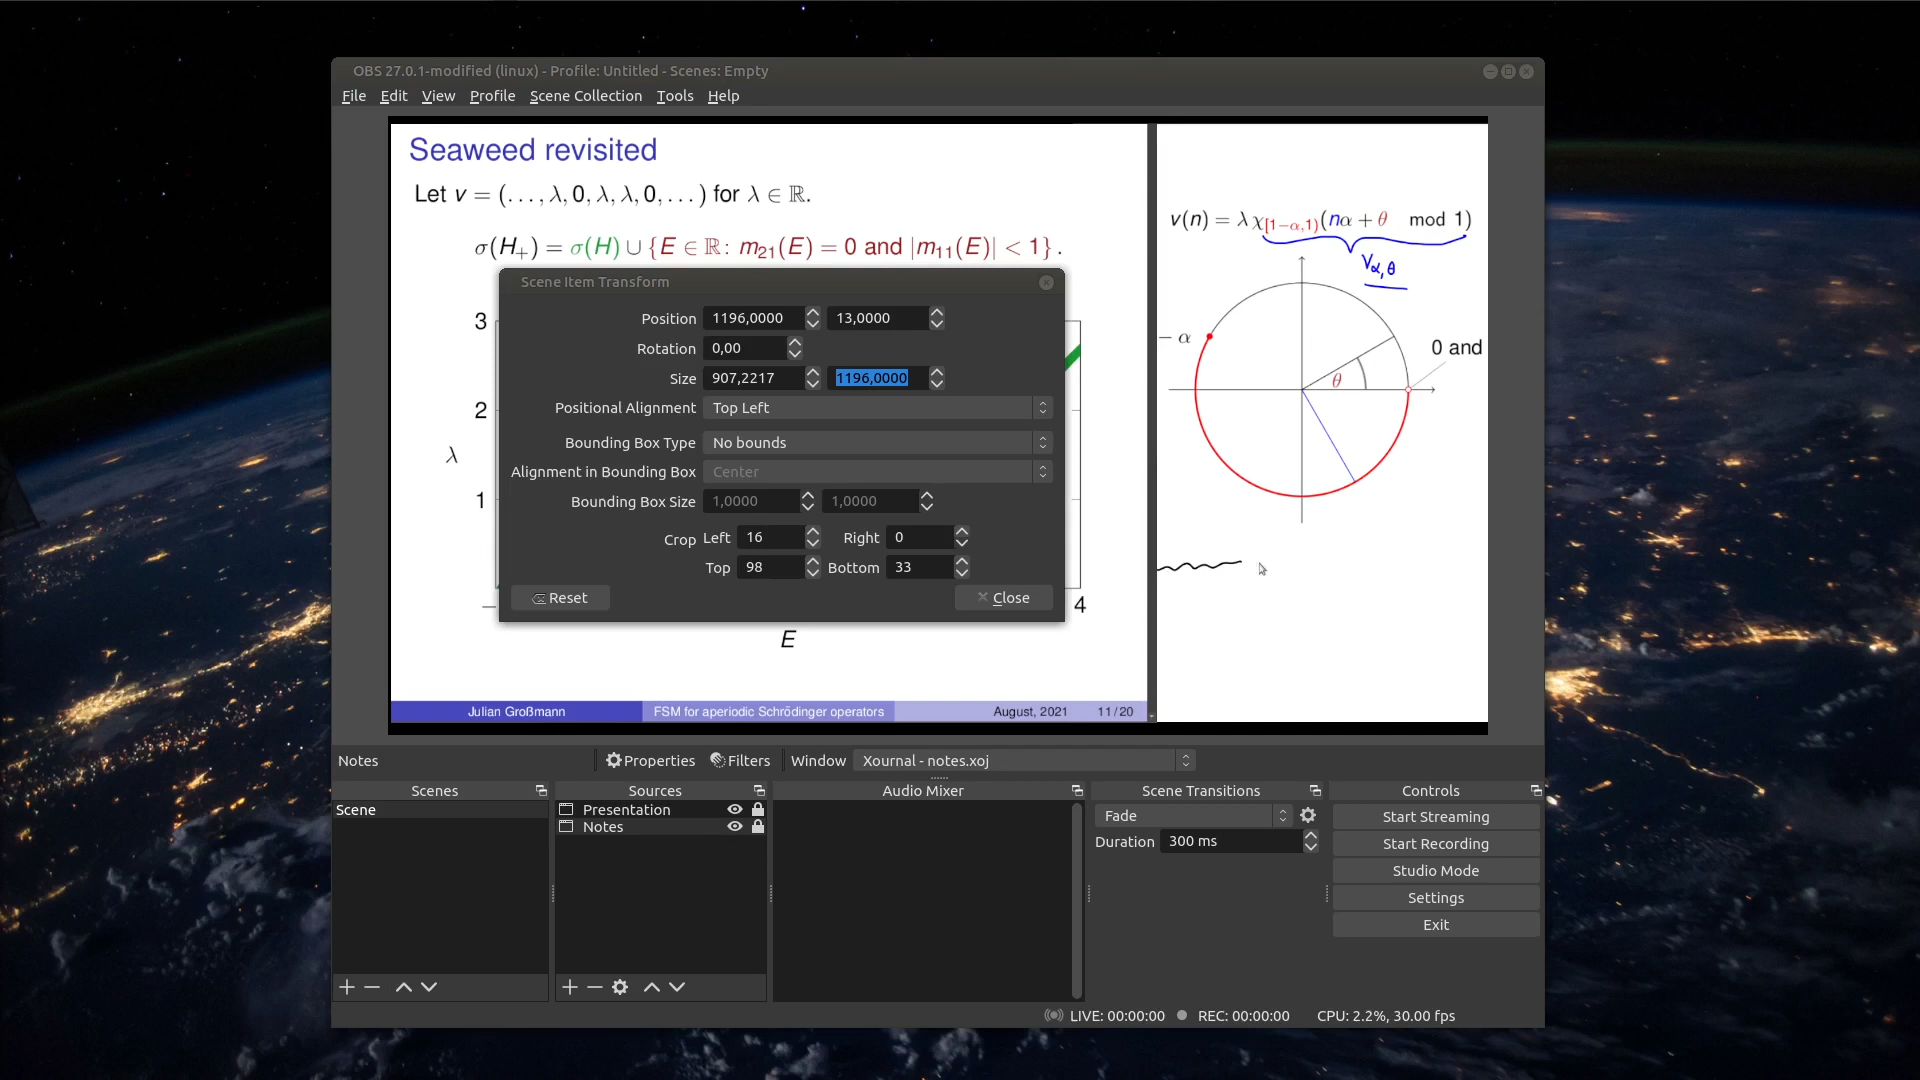 OBS 27.0.1-modified (linux) - Profile: Untitled - Scenes: Empty
File Edit View Profile Scene Collection Tools Help
Seaweed revisited
Let v = (. . . , λ, 0, λ, λ, 0, . . . ) for λ ∈ ℝ.
σ(H₊) = σ(H) ∪ {E ∈ ℝ: m₂₁(E) = 0 and |m₁₁(E)| < 1} .
3
2
λ
1
4
E
Julian Großmann FSM for aperiodic Schrödinger operators August, 2021 11/20
v(n) = λ χ[1−α,1)(nα + θ mod 1)
Vα,θ
− α
0 and
θ
Scene Item Transform
Position 1196,0000 13,0000
Rotation 0,00
Size 907,2217 1196,0000
Positional Alignment Top Left
Bounding Box Type No bounds
Alignment in Bounding Box Center
Bounding Box Size 1,0000 1,0000
Crop Left 16 Right 0
Top 98 Bottom 33
Reset Close
Notes Properties Filters Window Xournal - notes.xoj
Scenes Sources Audio Mixer Scene Transitions Controls
Scene
Presentation
Notes
Fade
Duration 300 ms
Start Streaming
Start Recording
Studio Mode
Settings
Exit
LIVE: 00:00:00 REC: 00:00:00 CPU: 2.2%, 30.00 fps